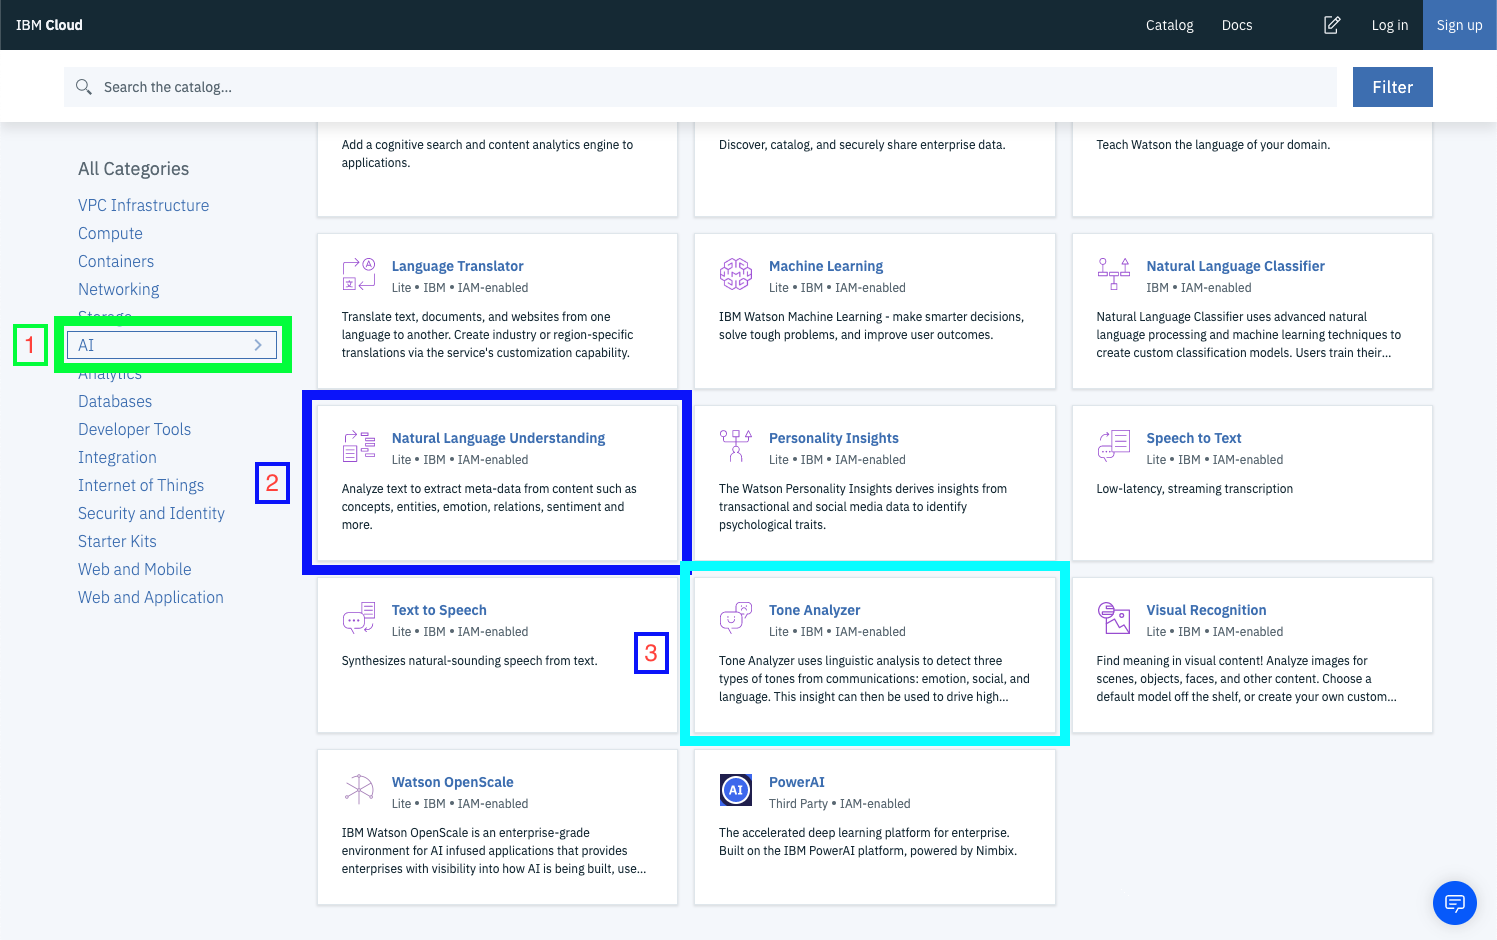 IBM Cloud
Catalog
Docs
Log in
Sign up
Search the catalog...
Filter
All Categories
VPC Infrastructure
Compute
Containers
Networking
Storage
1
AI
Analytics
Databases
Developer Tools
Integration
Internet of Things
Security and Identity
Starter Kits
Web and Mobile
Web and Application
Add a cognitive search and content analytics engine to
applications.
Discover, catalog, and securely share enterprise data.
Teach Watson the language of your domain.
Language Translator
Lite • IBM • IAM-enabled
Translate text, documents, and websites from one
language to another. Create industry or region-specific
translations via the service's customization capability.
Machine Learning
Lite • IBM • IAM-enabled
IBM Watson Machine Learning - make smarter decisions,
solve tough problems, and improve user outcomes.
Natural Language Classifier
IBM • IAM-enabled
Natural Language Classifier uses advanced natural
language processing and machine learning techniques to
create custom classification models. Users train their...
2
Natural Language Understanding
Lite • IBM • IAM-enabled
Analyze text to extract meta-data from content such as
concepts, entities, emotion, relations, sentiment and
more.
Personality Insights
Lite • IBM • IAM-enabled
The Watson Personality Insights derives insights from
transactional and social media data to identify
psychological traits.
Speech to Text
Lite • IBM • IAM-enabled
Low-latency, streaming transcription
Text to Speech
Lite • IBM • IAM-enabled
Synthesizes natural-sounding speech from text.
3
Tone Analyzer
Lite • IBM • IAM-enabled
Tone Analyzer uses linguistic analysis to detect three
types of tones from communications: emotion, social, and
language. This insight can then be used to drive high...
Visual Recognition
Lite • IBM • IAM-enabled
Find meaning in visual content! Analyze images for
scenes, objects, faces, and other content. Choose a
default model off the shelf, or create your own custom...
Watson OpenScale
Lite • IBM • IAM-enabled
IBM Watson OpenScale is an enterprise-grade
environment for AI infused applications that provides
enterprises with visibility into how AI is being built, use...
AI
PowerAI
Third Party • IAM-enabled
The accelerated deep learning platform for enterprise.
Built on the IBM PowerAI platform, powered by Nimbix.